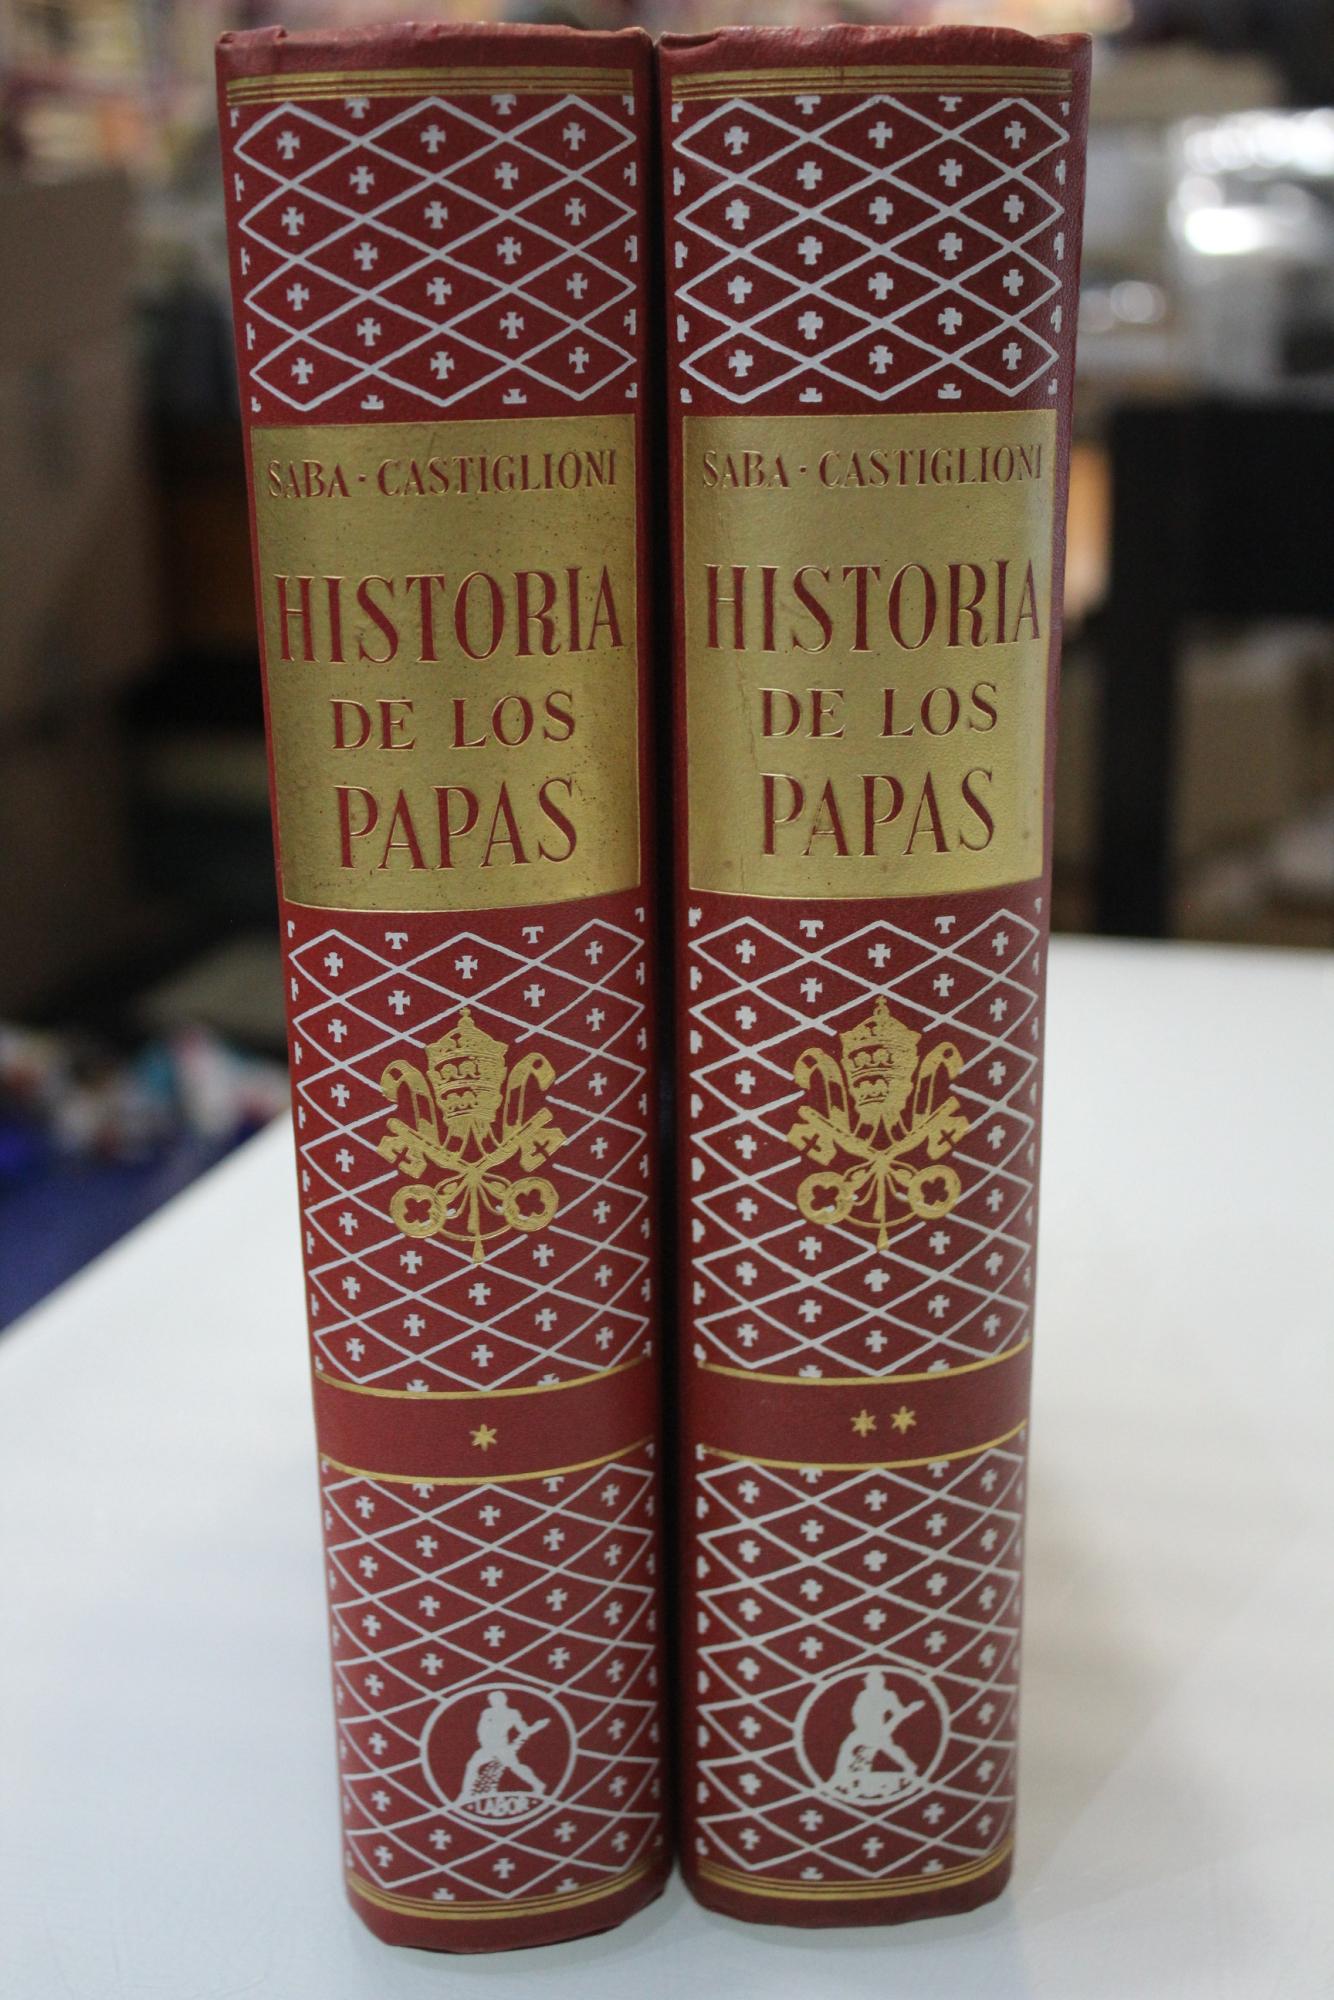 SABA · CASTIGLIONI
HISTORIA
DE LOS
PAPAS
*
· LABOR ·
SABA · CASTIGLIONI
HISTORIA
DE LOS
PAPAS
**